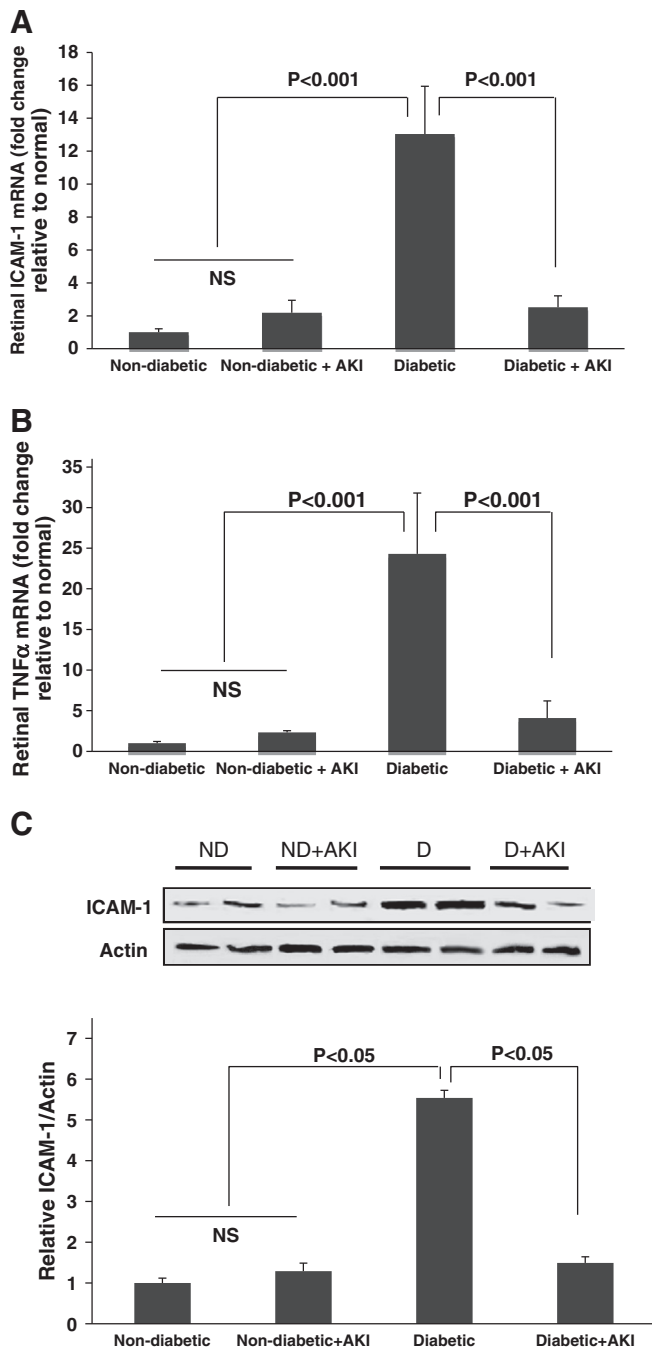 A
Retinal ICAM-1 mRNA (fold change
relative to normal)
18
16
14
12
10
8
6
4
2
0
P<0.001
P<0.001
NS
Non-diabetic
Non-diabetic + AKI
Diabetic
Diabetic + AKI
B
Retinal TNFα mRNA (fold change
relative to normal)
35
30
25
20
15
10
5
0
P<0.001
P<0.001
NS
Non-diabetic
Non-diabetic + AKI
Diabetic
Diabetic + AKI
C
ND
ND+AKI
D
D+AKI
ICAM-1
Actin
Relative ICAM-1/Actin
7
6
5
4
3
2
1
0
P<0.05
P<0.05
NS
Non-diabetic
Non-diabetic+AKI
Diabetic
Diabetic+AKI